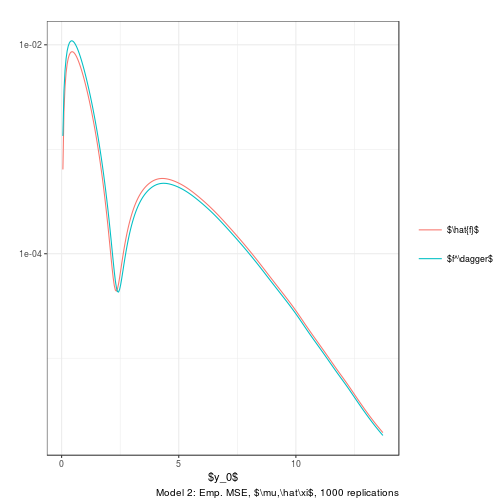 1e-02
1e-04
0
5
10
$y_0$
$\hat{f}$
$f^\dagger$
Model 2: Emp. MSE, $\mu,\hat\xi$, 1000 replications